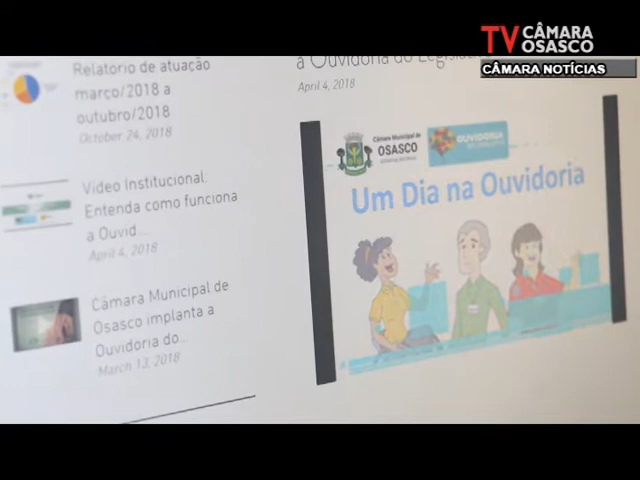 TV CÂMARA
OSASCO
CÂMARA NOTÍCIAS
Relatorio de atuação
março/2018 a
outubro/2018
October 24, 2018
Vídeo Institucional:
Entenda como funciona
a Ouvid...
April 4, 2018
Câmara Municipal de
Osasco implanta a
Ouvidoria do...
March 13, 2018
a Ouvidoria do Legislat
April 4, 2018
Câmara Municipal de
OSASCO
OUVIDORIA
Um Dia na Ouvidoria